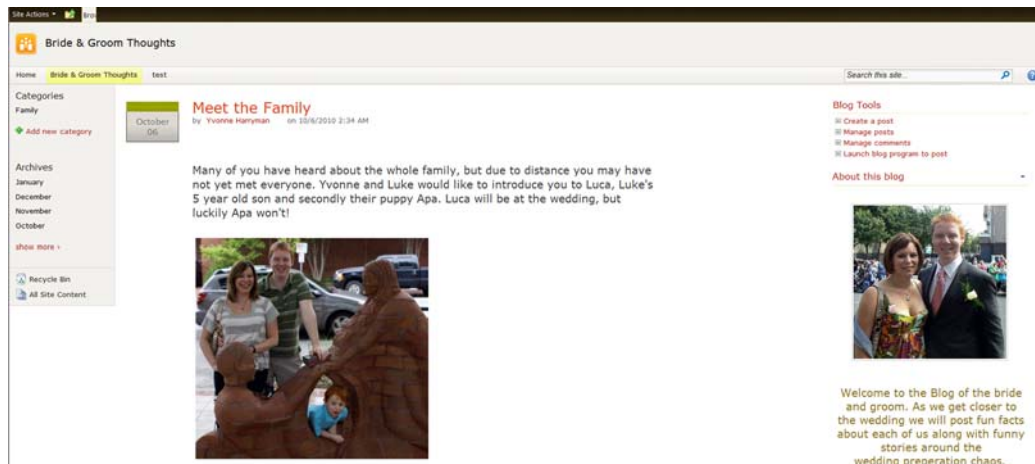 Site Actions
Bride & Groom Thoughts
Home Bride & Groom Thoughts test
Search this site...
Categories
Family
Add new category
Archives
January
December
November
October
show more ›
Recycle Bin
All Site Content
October
06
Meet the Family
by Yvonne Harryman on 10/6/2010 2:34 AM
Many of you have heard about the whole family, but due to distance you may have
not yet met everyone. Yvonne and Luke would like to introduce you to Luca, Luke's
5 year old son and secondly their puppy Apa. Luca will be at the wedding, but
luckily Apa won't!
Blog Tools
Create a post
Manage posts
Manage comments
Launch blog program to post
About this blog
Welcome to the Blog of the bride
and groom. As we get closer to
the wedding we will post fun facts
about each of us along with funny
stories around the
wedding preperation chaos.